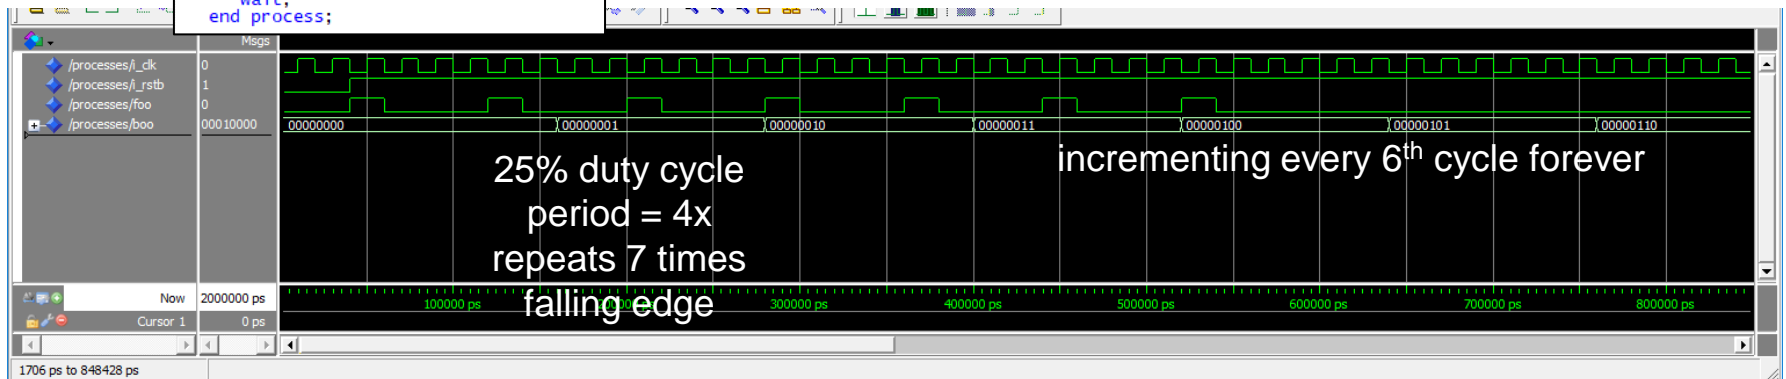 wait;
end process;
Msgs
/processes/i_clk 0
/processes/i_rstb 1
/processes/foo 0
/processes/boo 00010000 00000000 00000001 00000010 00000011 00000100 00000101 00000110
25% duty cycle
period = 4x
repeats 7 times
falling edge
incrementing every 6th cycle forever
Now 2000000 ps 100000 ps 300000 ps 400000 ps 500000 ps 600000 ps 700000 ps 800000 ps
Cursor 1 0 ps
1706 ps to 848428 ps